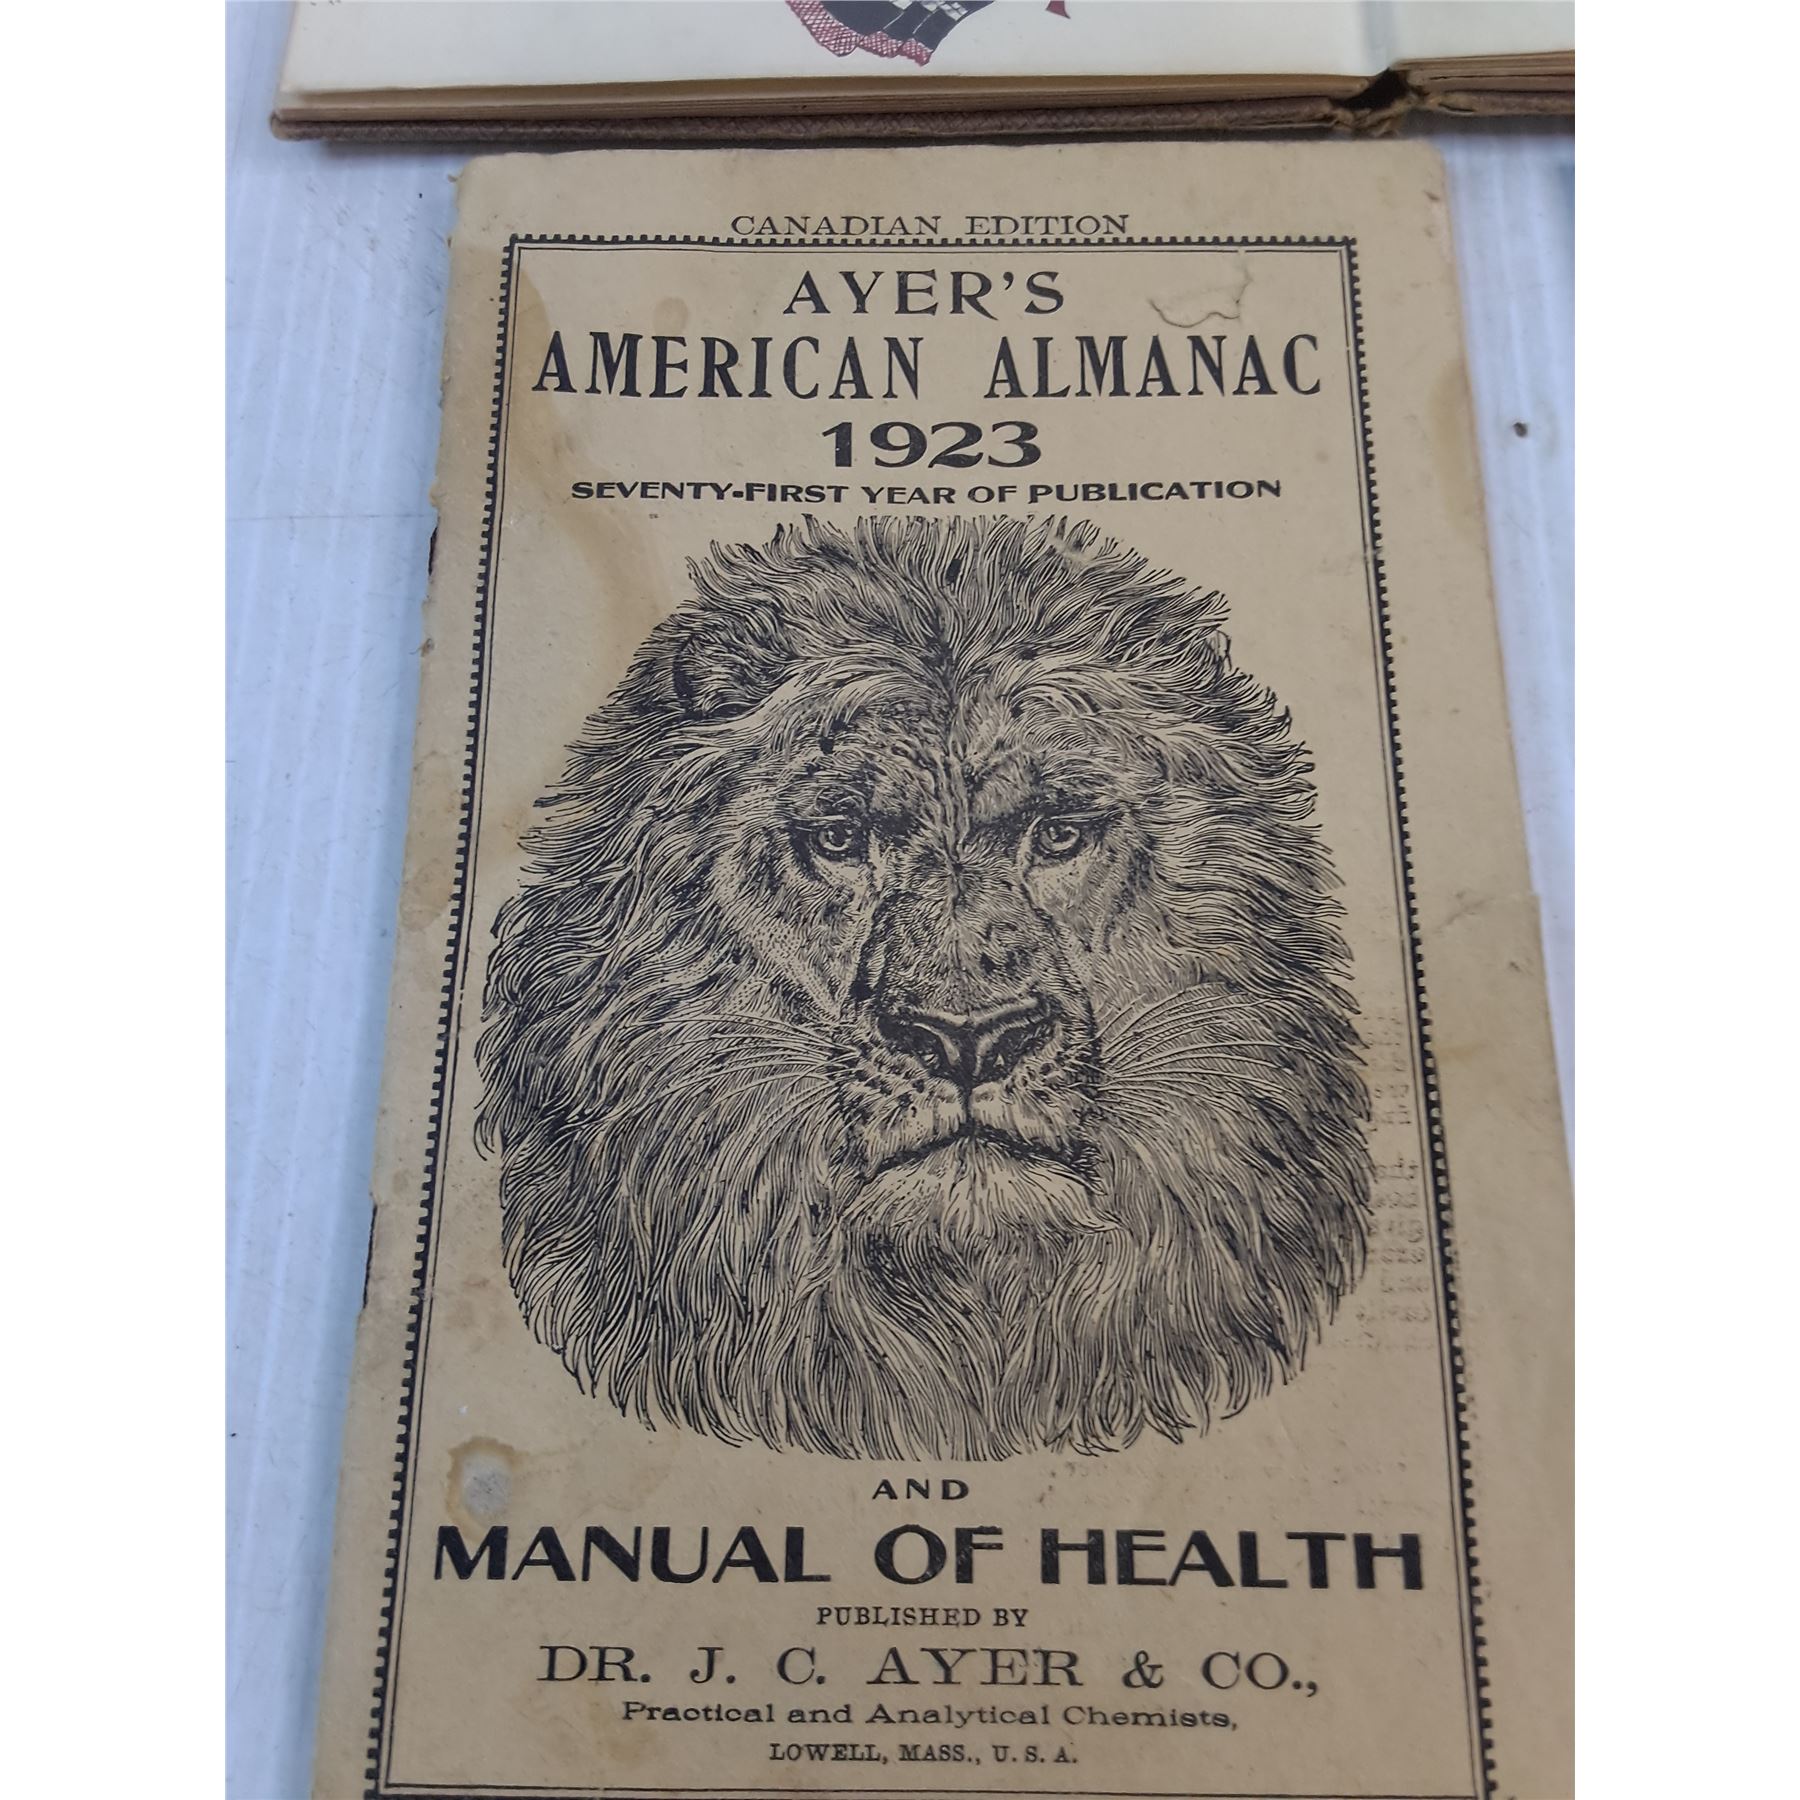 CANADIAN EDITION
AYER'S
AMERICAN ALMANAC
1923
SEVENTY-FIRST YEAR OF PUBLICATION
AND
MANUAL OF HEALTH
PUBLISHED BY
DR. J. C. AYER & CO.,
Practical and Analytical Chemists,
LOWELL, MASS., U. S. A.